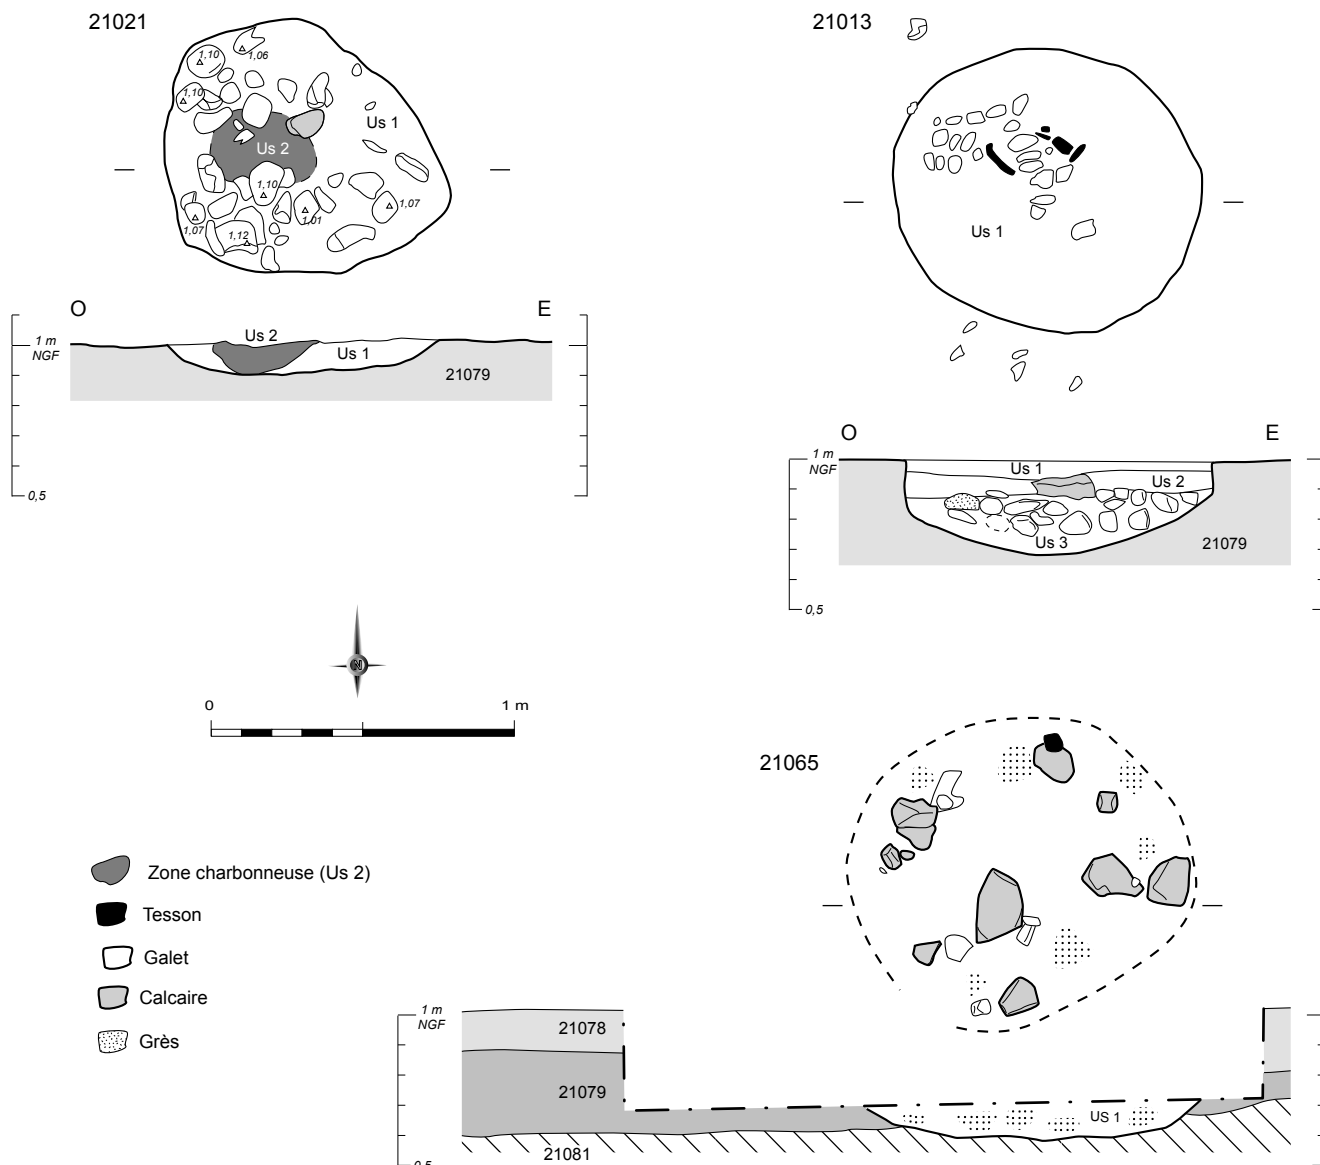 21021
1,10
1,06
1,10
Us 1
Us 2
1,10
1,07
1,01
1,07
1,12
O
E
1 m
NGF
Us 2
Us 1
21079
0,5
21013
Us 1
O
E
1 m
NGF
Us 1
Us 2
Us 3
21079
0,5
N
0
1 m
21065
Zone charbonneuse (Us 2)
Tesson
Galet
Calcaire
Grès
1 m
NGF
21078
21079
US 1
21081
0,5